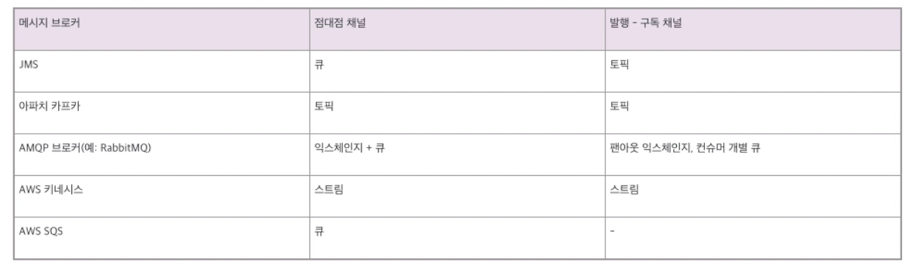 메시지 브로커 점대점 채널 발행 - 구독 채널
JMS 큐 토픽
아파치 카프카 토픽 토픽
AMQP 브로커(예: RabbitMQ) 익스체인지 + 큐 팬아웃 익스체인지, 컨슈머 개별 큐
AWS 키네시스 스트림 스트림
AWS SQS 큐 -